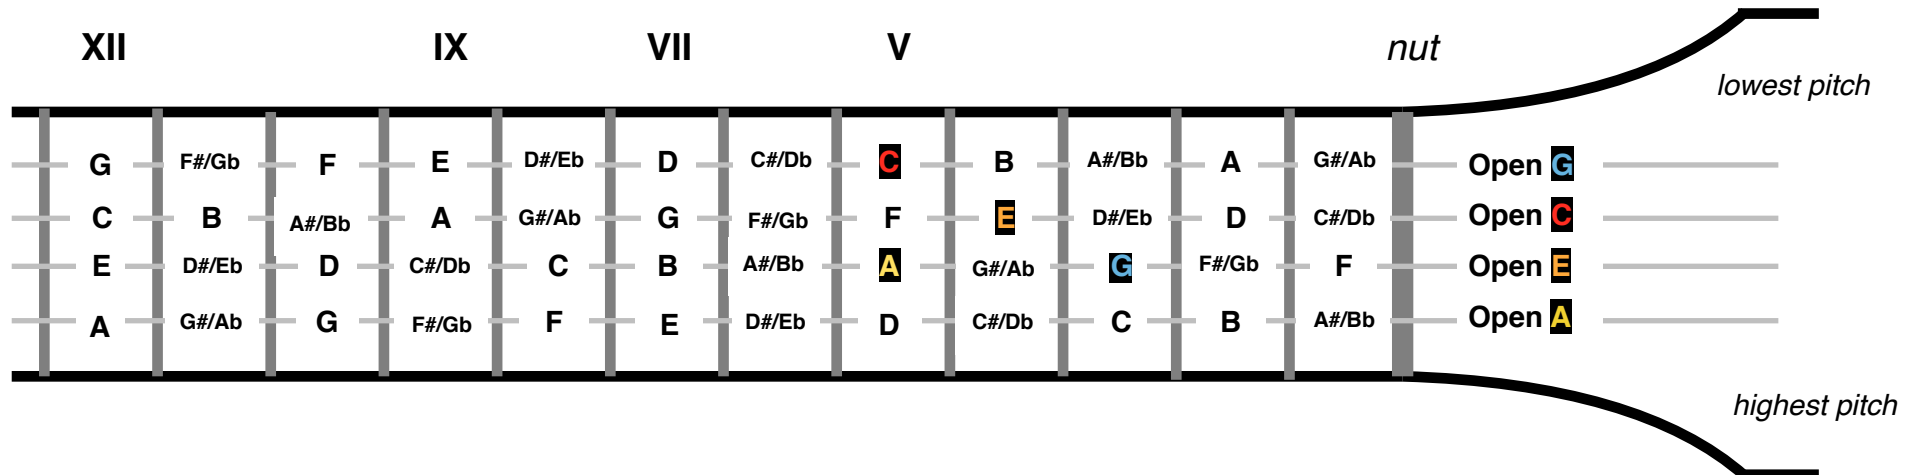 XII IX VII V nut
lowest pitch
G F#/Gb F E D#/Eb D C#/Db C B A#/Bb A G#/Ab Open G
C B A#/Bb A G#/Ab G F#/Gb F E D#/Eb D C#/Db Open C
E D#/Eb D C#/Db C B A#/Bb A G#/Ab G F#/Gb F Open E
A G#/Ab G F#/Gb F E D#/Eb D C#/Db C B A#/Bb Open A
highest pitch